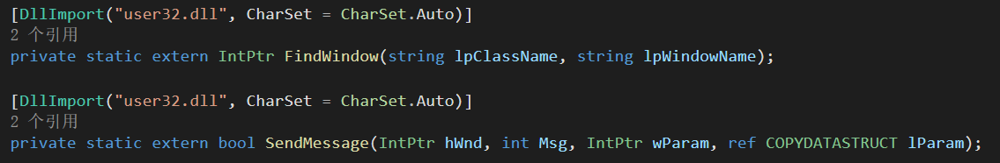 [DllImport("user32.dll", CharSet = CharSet.Auto)]
2 个引用
private static extern IntPtr FindWindow(string lpClassName, string lpWindowName);
[DllImport("user32.dll", CharSet = CharSet.Auto)]
2 个引用
private static extern bool SendMessage(IntPtr hWnd, int Msg, IntPtr wParam, ref COPYDATASTRUCT lParam);